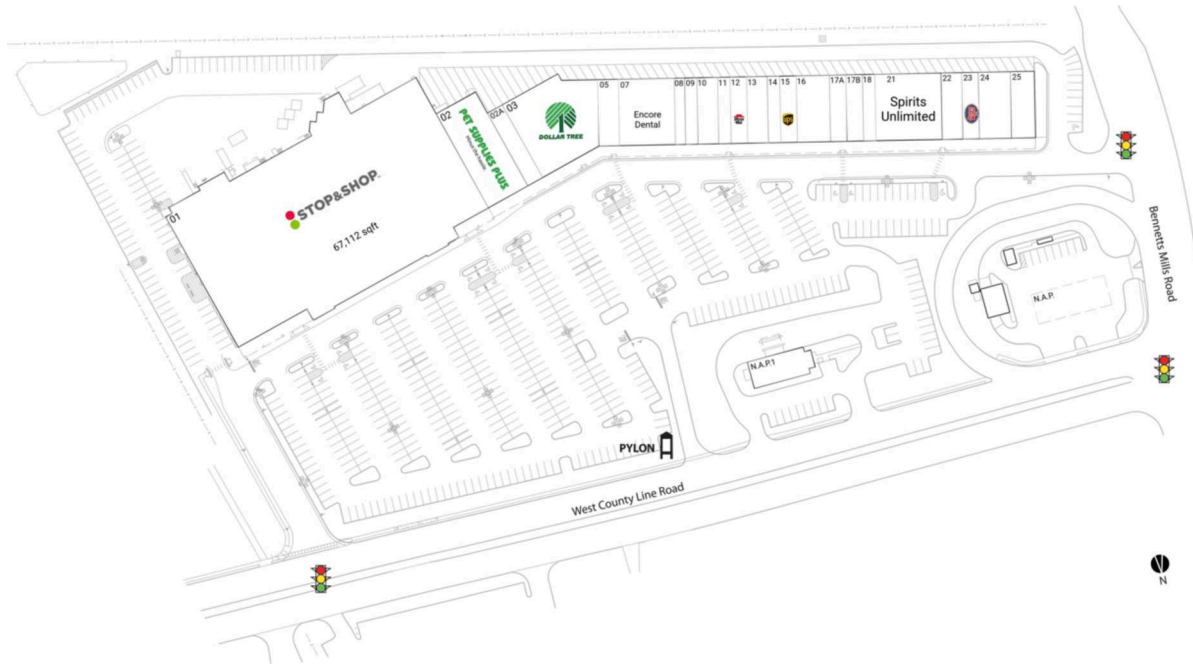 05 07 08 09 10 11 12 13 14 15 16 17A 17B 18 21 22 23 24 25
02 02A 03
PET SUPPLIES PLUS
DOLLAR TREE
Encore
Dental
ups
Spirits
Unlimited
01
STOP&SHOP
67,112 sqft
Bennetts Mills Road
N.A.P.
N.A.P.1
PYLON
West County Line Road
N